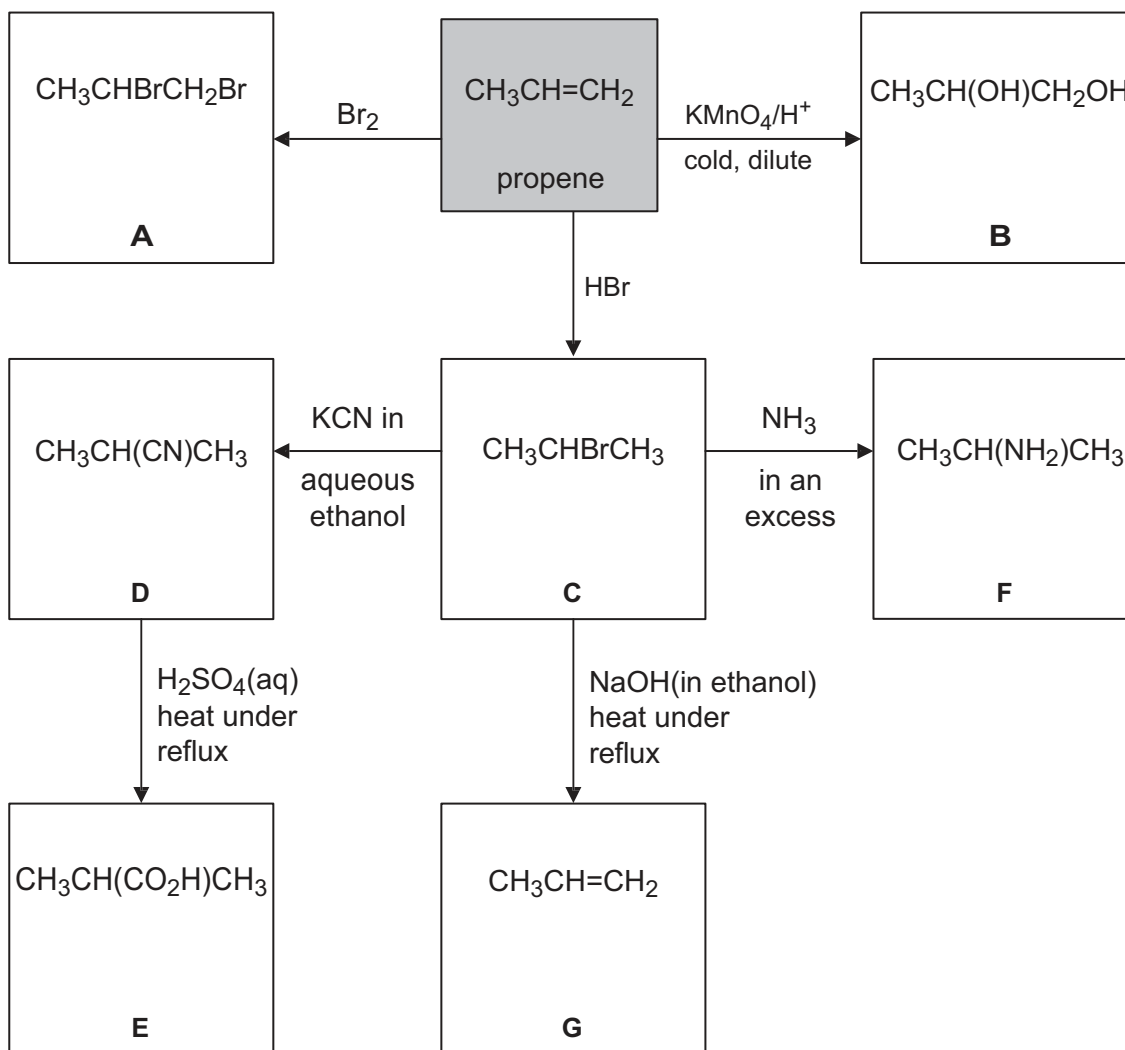 CH₃CHBrCH₂Br
A
Br₂
CH₃CH=CH₂
propene
KMnO₄/H⁺
cold, dilute
CH₃CH(OH)CH₂OH
B
HBr
CH₃CH(CN)CH₃
D
KCN in
aqueous
ethanol
CH₃CHBrCH₃
C
NH₃
in an
excess
CH₃CH(NH₂)CH₃
F
H₂SO₄(aq)
heat under
reflux
NaOH(in ethanol)
heat under
reflux
CH₃CH(CO₂H)CH₃
E
CH₃CH=CH₂
G